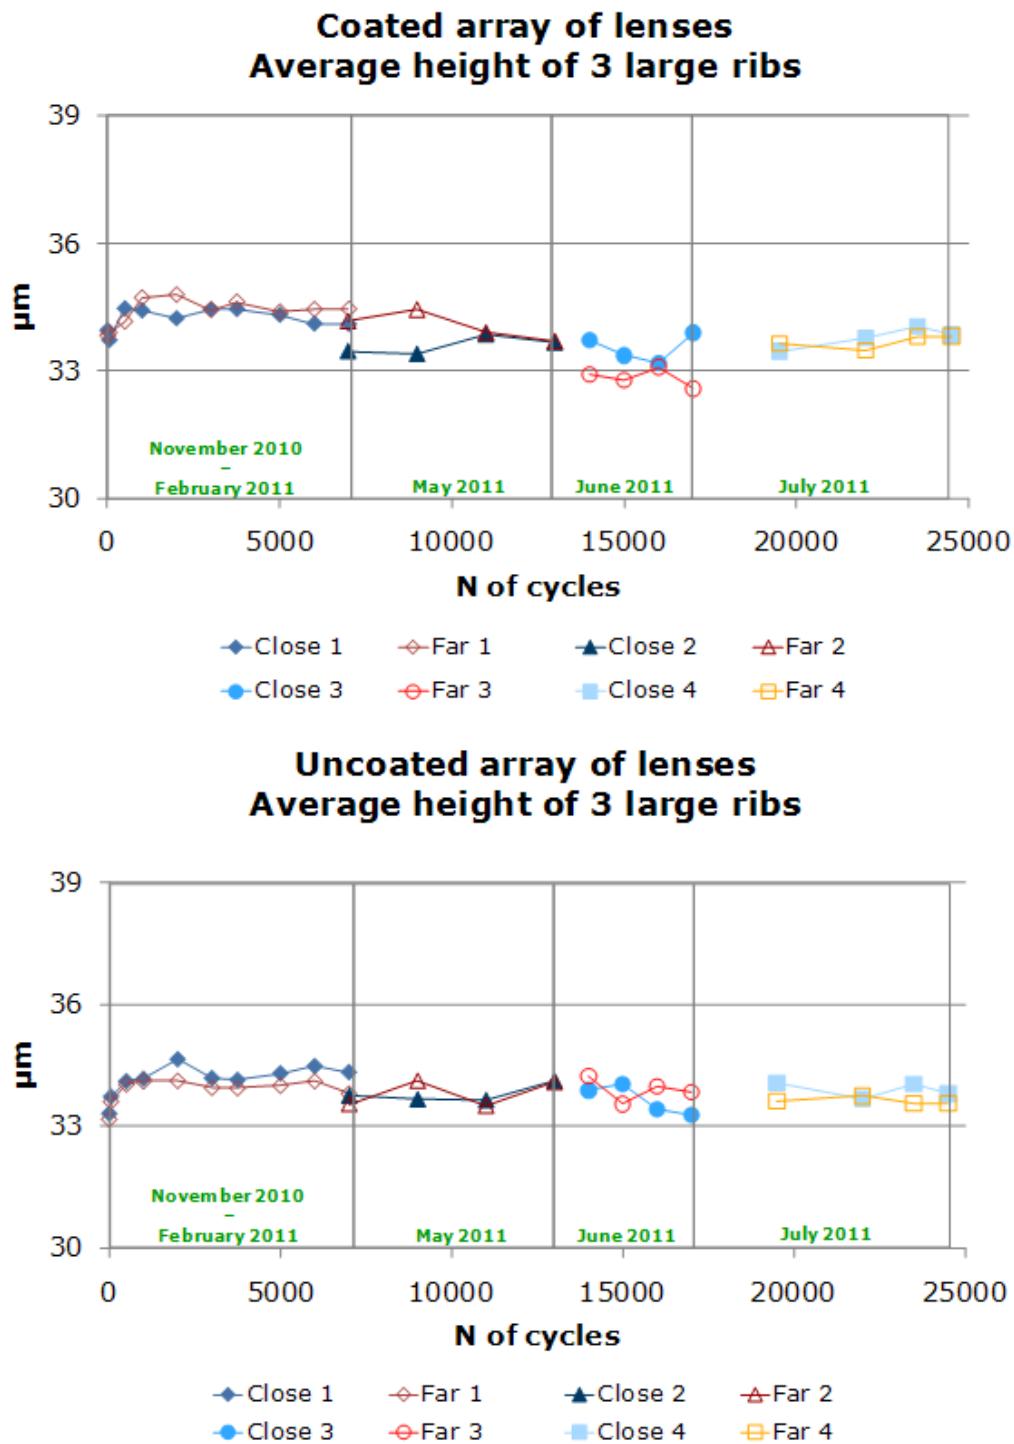 Coated array of lenses
Average height of 3 large ribs
39
36
33
30
µm
November 2010
–
February 2011
May 2011
June 2011
July 2011
0 5000 10000 15000 20000 25000
N of cycles
Close 1 Far 1 Close 2 Far 2
Close 3 Far 3 Close 4 Far 4
Uncoated array of lenses
Average height of 3 large ribs
39
36
33
30
µm
November 2010
–
February 2011
May 2011
June 2011
July 2011
0 5000 10000 15000 20000 25000
N of cycles
Close 1 Far 1 Close 2 Far 2
Close 3 Far 3 Close 4 Far 4